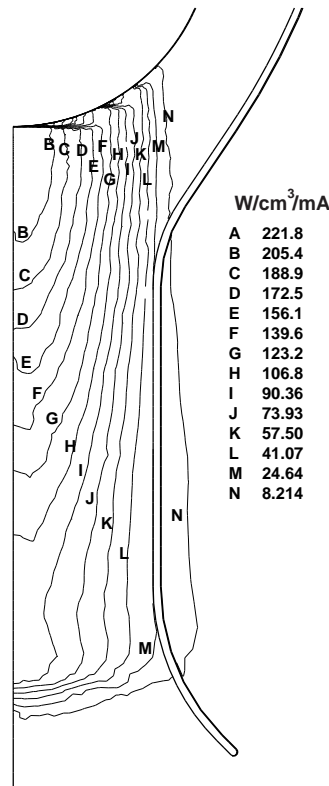 N
J
B
C
D
F
H
K
M
E
I
G
L
W/cm³/mA
A 221.8
B 205.4
C 188.9
D 172.5
E 156.1
F 139.6
G 123.2
H 106.8
I 90.36
J 73.93
K 57.50
L 41.07
M 24.64
N 8.214
B
C
D
E
F
G
H
I
J
K
N
L
M